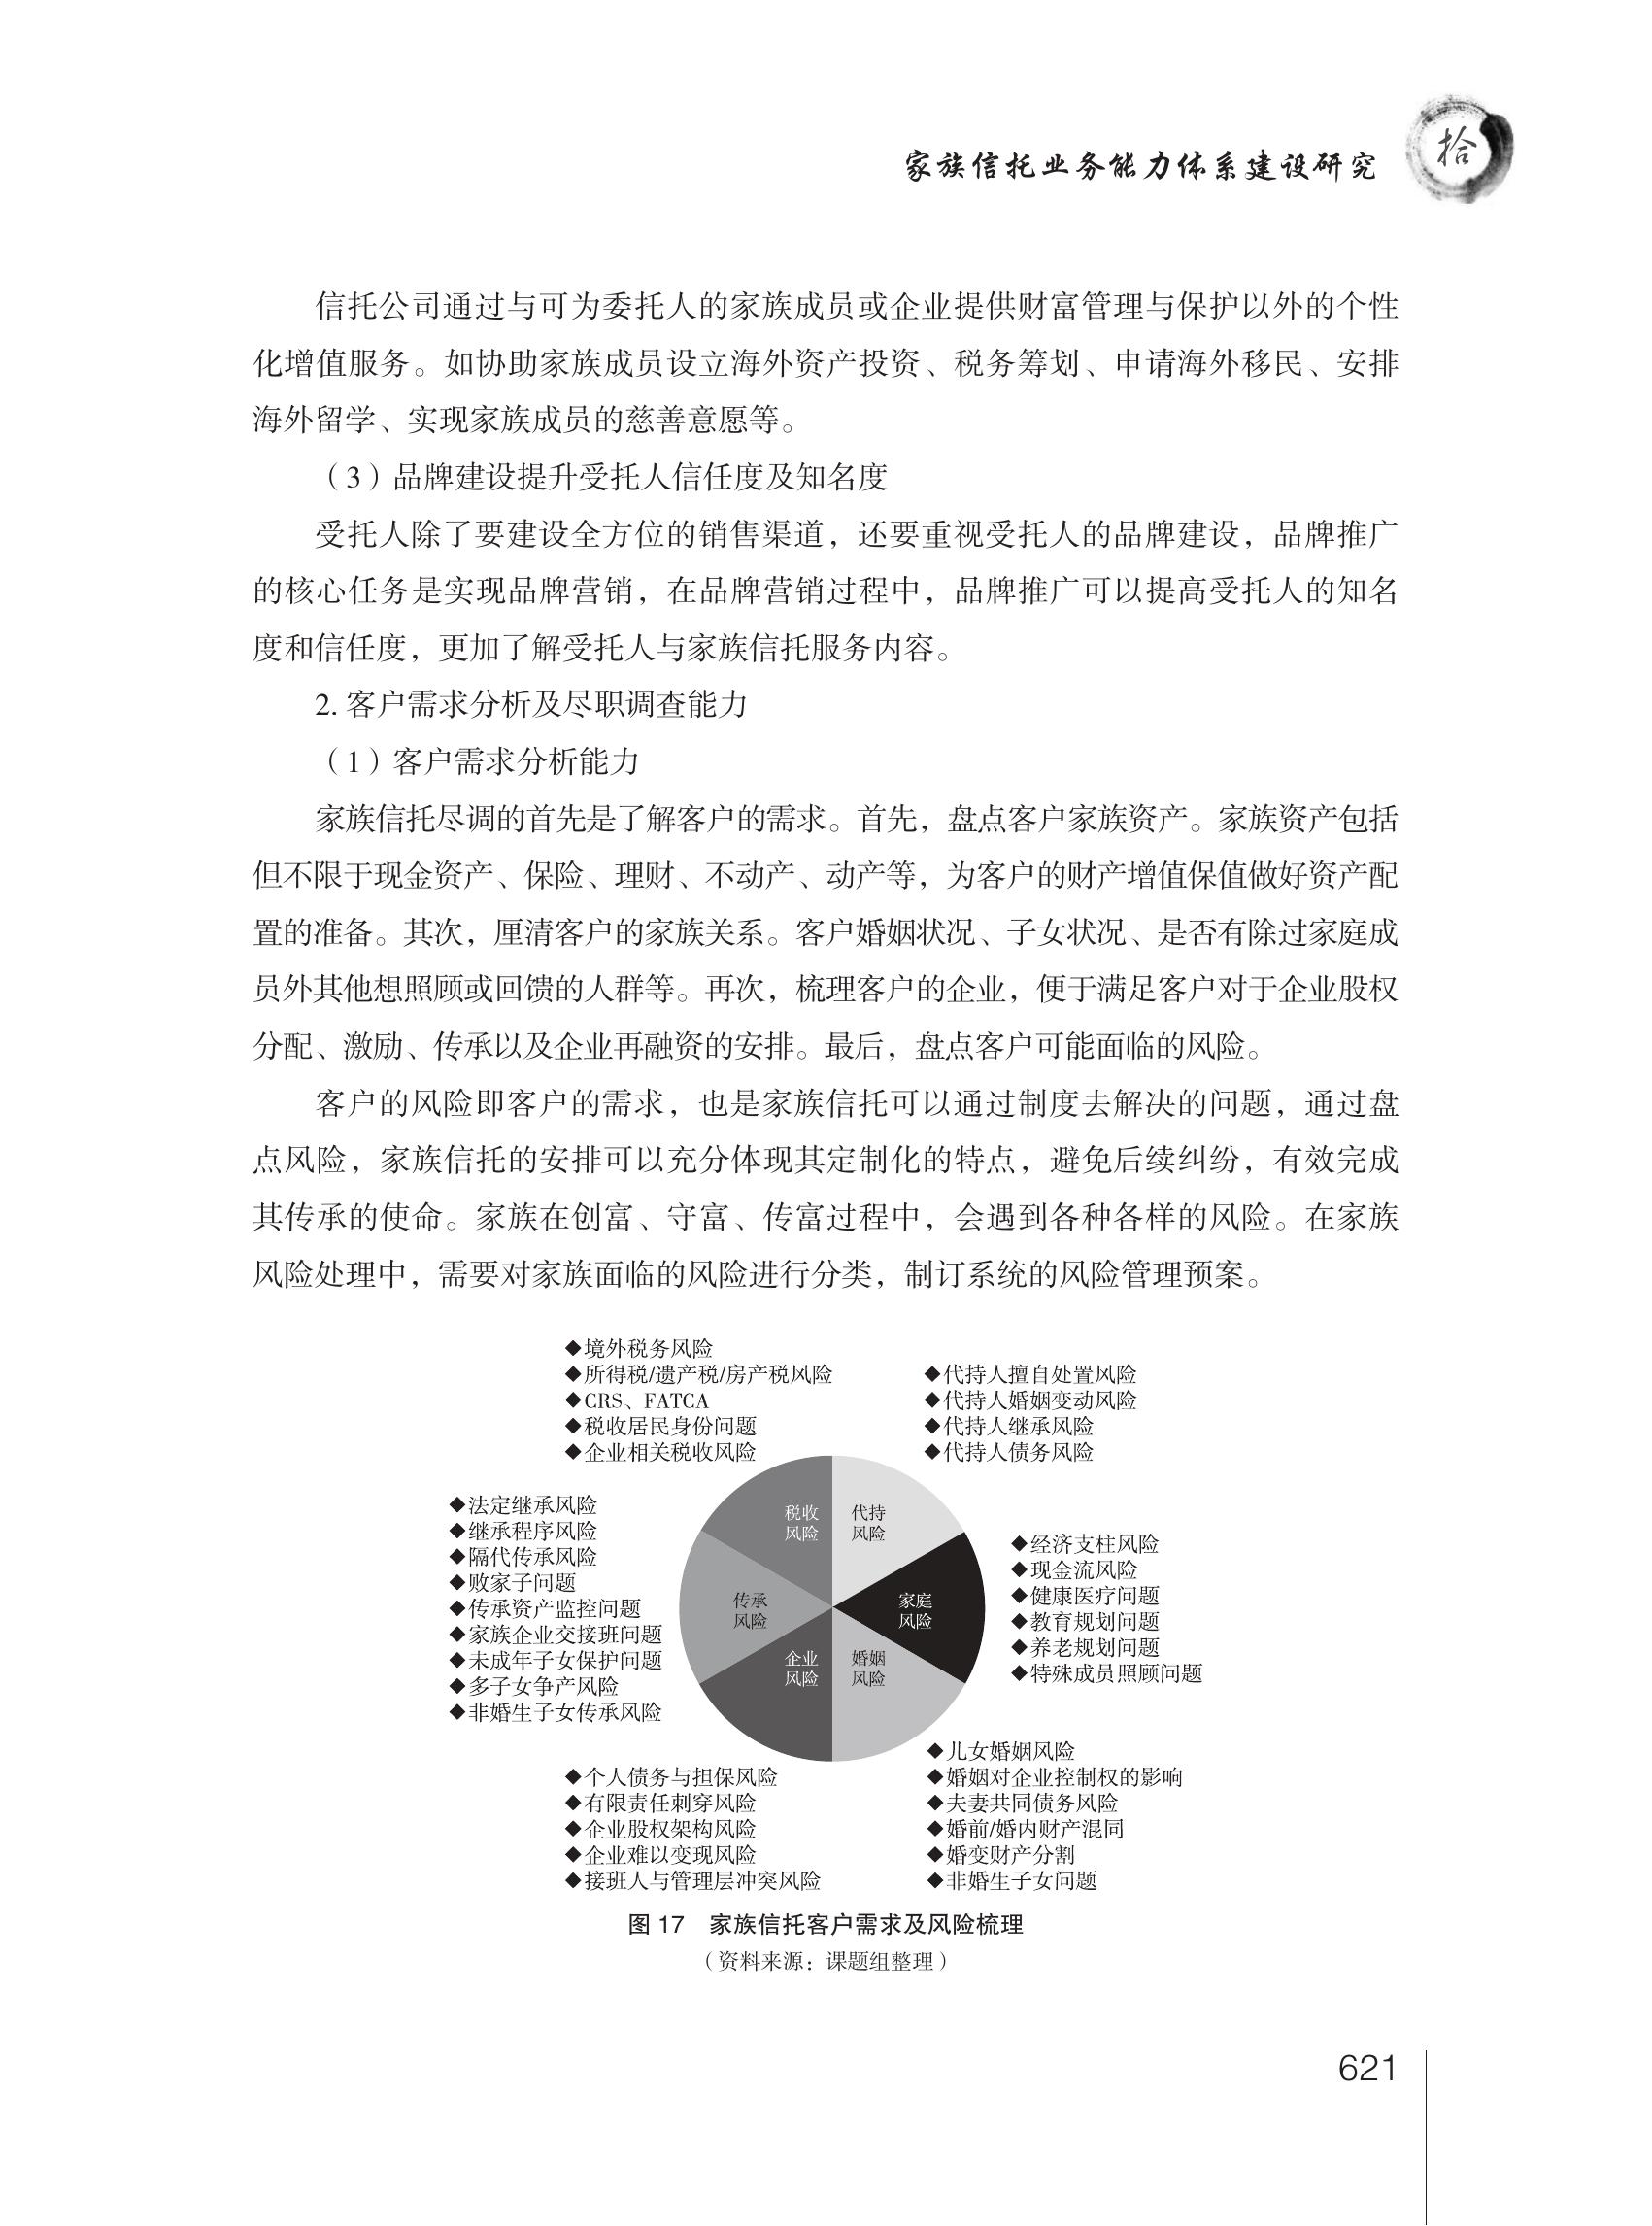 家族信托业务能力体系建设研究
拾
信托公司通过与可为委托人的家族成员或企业提供财富管理与保护以外的个性
化增值服务。如协助家族成员设立海外资产投资、税务筹划、申请海外移民、安排
海外留学、实现家族成员的慈善意愿等。
（3）品牌建设提升受托人信任度及知名度
受托人除了要建设全方位的销售渠道，还要重视受托人的品牌建设，品牌推广
的核心任务是实现品牌营销，在品牌营销过程中，品牌推广可以提高受托人的知名
度和信任度，更加了解受托人与家族信托服务内容。
2. 客户需求分析及尽职调查能力
（1）客户需求分析能力
家族信托尽调的首先是了解客户的需求。首先，盘点客户家族资产。家族资产包括
但不限于现金资产、保险、理财、不动产、动产等，为客户的财产增值保值做好资产配
置的准备。其次，厘清客户的家族关系。客户婚姻状况、子女状况、是否有除过家庭成
员外其他想照顾或回馈的人群等。再次，梳理客户的企业，便于满足客户对于企业股权
分配、激励、传承以及企业再融资的安排。最后，盘点客户可能面临的风险。
客户的风险即客户的需求，也是家族信托可以通过制度去解决的问题，通过盘
点风险，家族信托的安排可以充分体现其定制化的特点，避免后续纠纷，有效完成
其传承的使命。家族在创富、守富、传富过程中，会遇到各种各样的风险。在家族
风险处理中，需要对家族面临的风险进行分类，制订系统的风险管理预案。
◆境外税务风险
◆所得税/遗产税/房产税风险
◆CRS、FATCA
◆税收居民身份问题
◆企业相关税收风险
◆代持人擅自处置风险
◆代持人婚姻变动风险
◆代持人继承风险
◆代持人债务风险
◆法定继承风险
◆继承程序风险
◆隔代传承风险
◆败家子问题
◆传承资产监控问题
◆家族企业交接班问题
◆未成年子女保护问题
◆多子女争产风险
◆非婚生子女传承风险
税收
风险
代持
风险
传承
风险
家庭
风险
企业
风险
婚姻
风险
◆经济支柱风险
◆现金流风险
◆健康医疗问题
◆教育规划问题
◆养老规划问题
◆特殊成员照顾问题
◆个人债务与担保风险
◆有限责任刺穿风险
◆企业股权架构风险
◆企业难以变现风险
◆接班人与管理层冲突风险
◆儿女婚姻风险
◆婚姻对企业控制权的影响
◆夫妻共同债务风险
◆婚前/婚内财产混同
◆婚变财产分割
◆非婚生子女问题
图 17　家族信托客户需求及风险梳理
（资料来源：课题组整理）
621